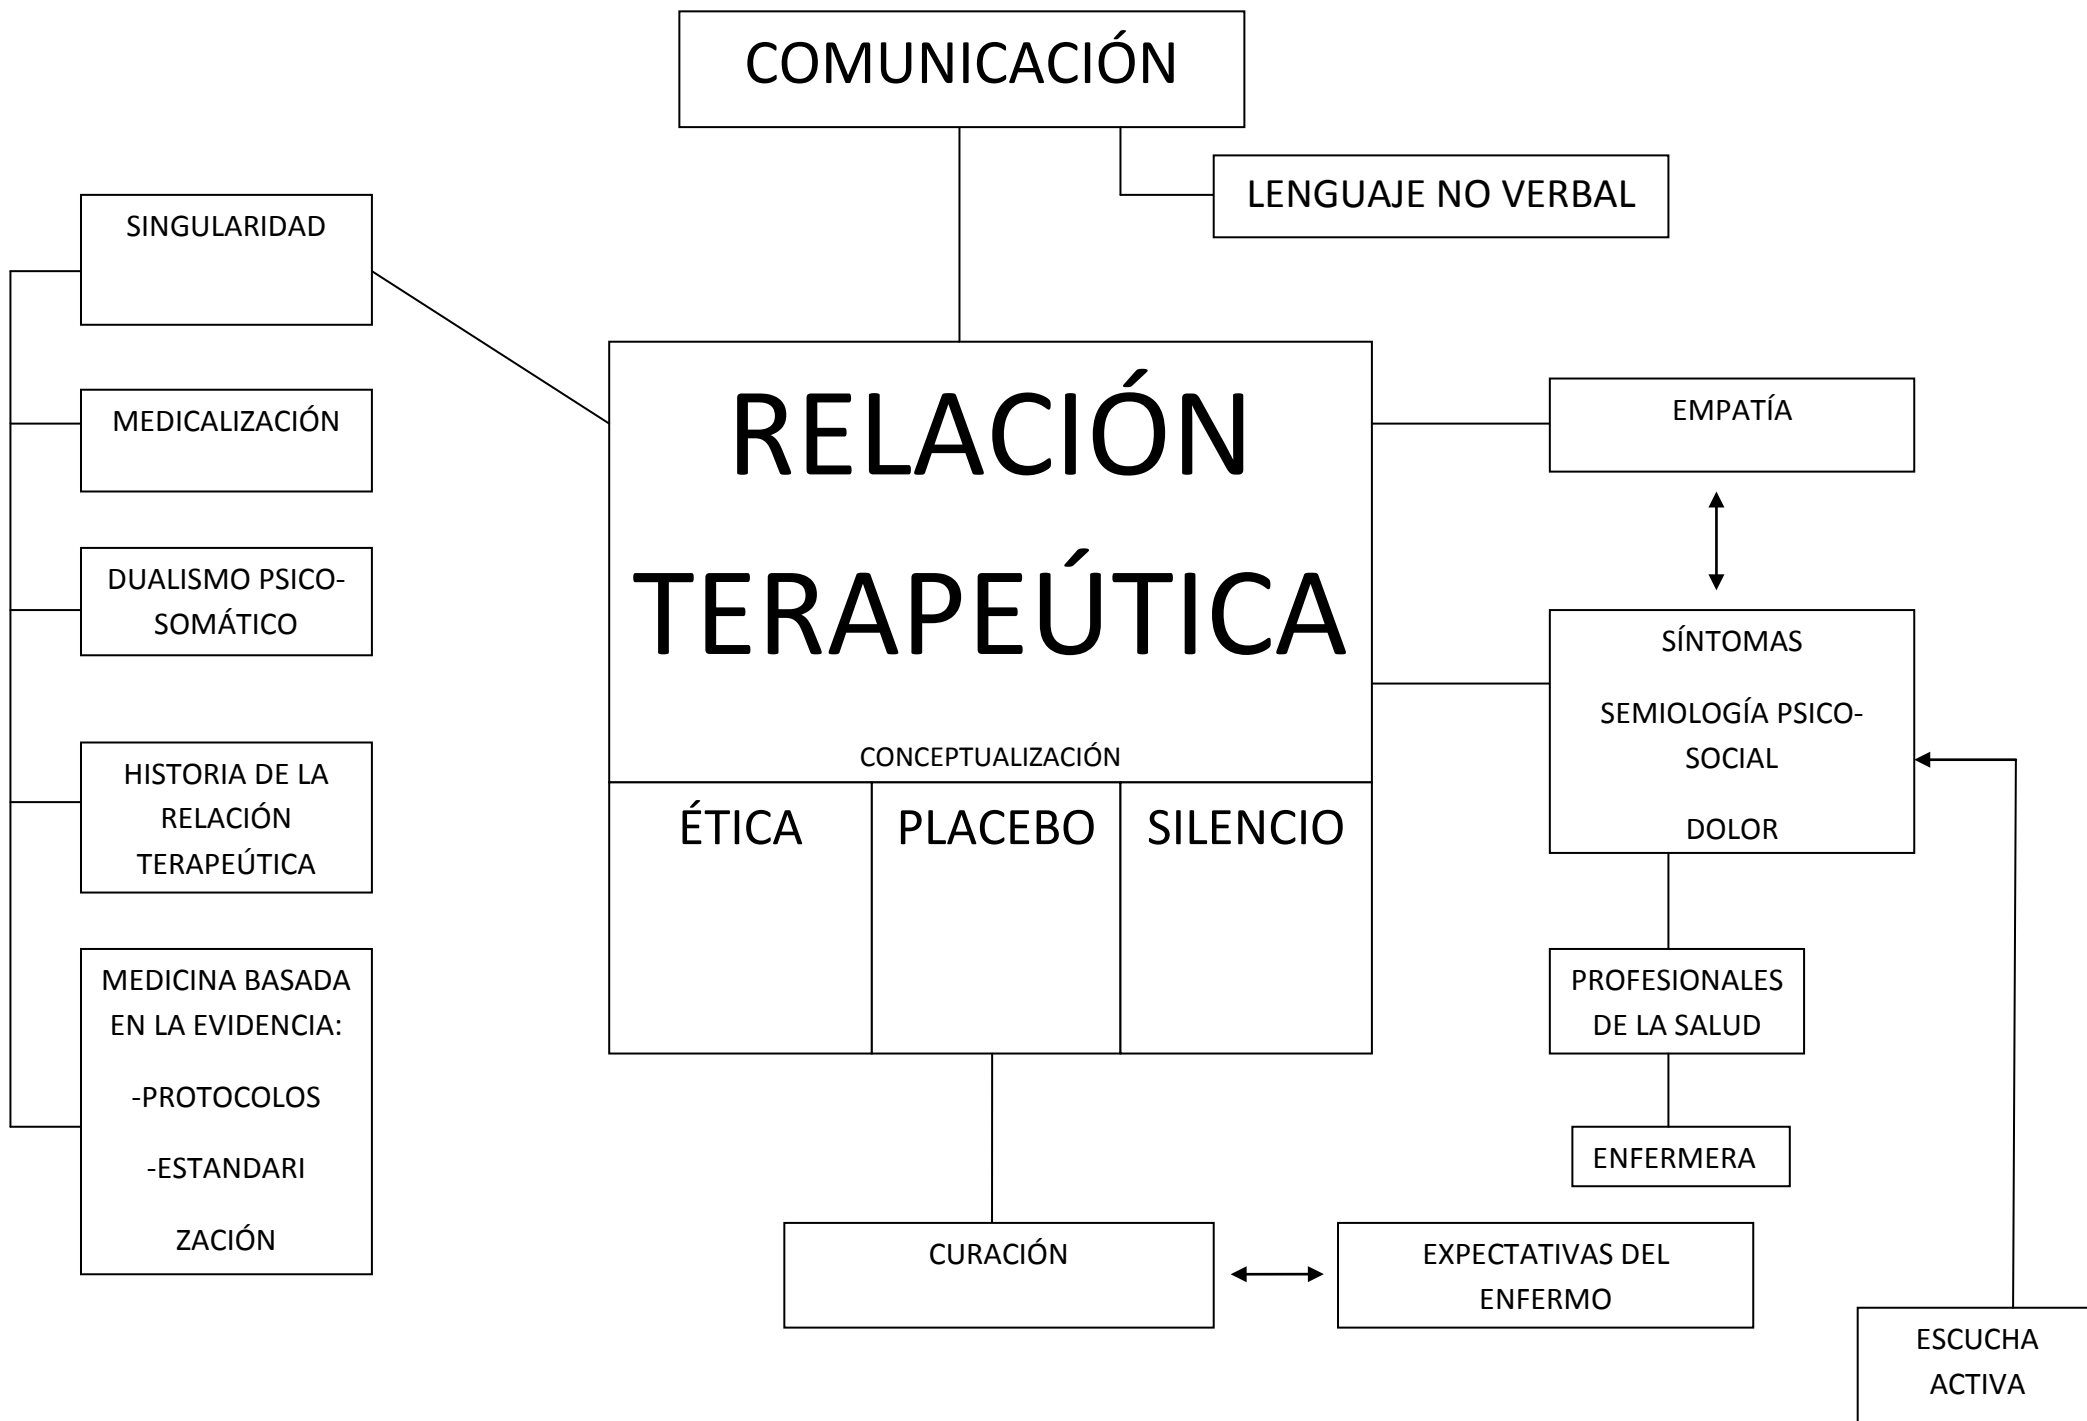 COMUNICACIÓN
LENGUAJE NO VERBAL
SINGULARIDAD
MEDICALIZACIÓN
DUALISMO PSICO-
SOMÁTICO
HISTORIA DE LA
RELACIÓN
TERAPEÚTICA
MEDICINA BASADA
EN LA EVIDENCIA:
-PROTOCOLOS
-ESTANDARI
ZACIÓN
RELACIÓN
TERAPEÚTICA
CONCEPTUALIZACIÓN
ÉTICA
PLACEBO
SILENCIO
EMPATÍA
SÍNTOMAS
SEMIOLOGÍA PSICO-
SOCIAL
DOLOR
PROFESIONALES
DE LA SALUD
ENFERMERA
CURACIÓN
EXPECTATIVAS DEL
ENFERMO
ESCUCHA
ACTIVA